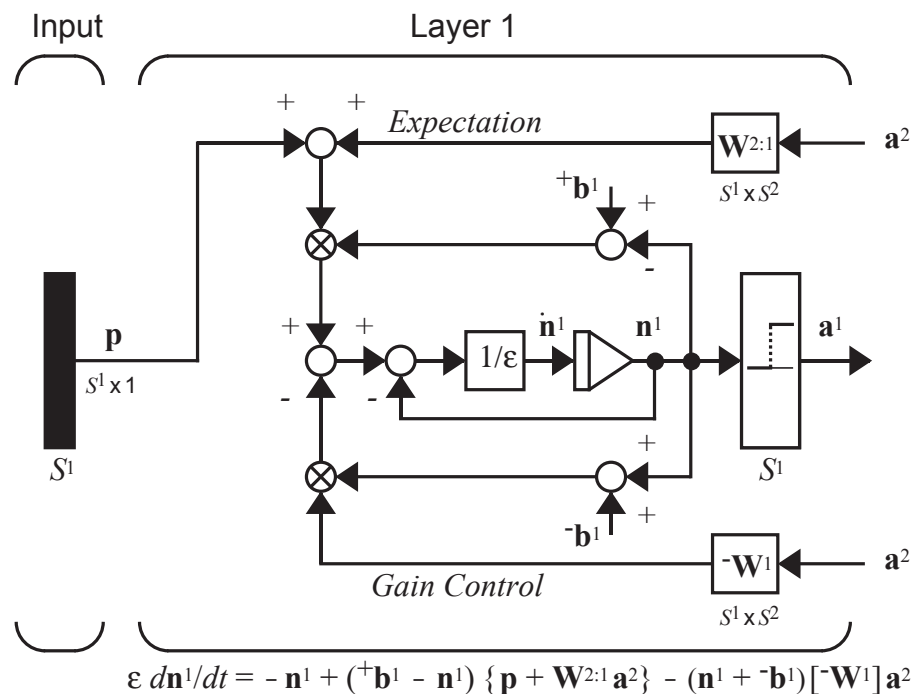 Input
Layer 1
+
+
Expectation
W²:¹
a²
S¹ x S²
⁺b¹
+
-
p
S¹ x 1
+
+
ṅ¹
n¹
a¹
1/ε
-
-
S¹
S¹
+
+
⁻b¹
⁻W¹
a²
Gain Control
S¹ x S²
ε dn¹/dt = – n¹ + (⁺b¹ – n¹) {p + W²:¹ a²} – (n¹ + ⁻b¹)[⁻W¹] a²